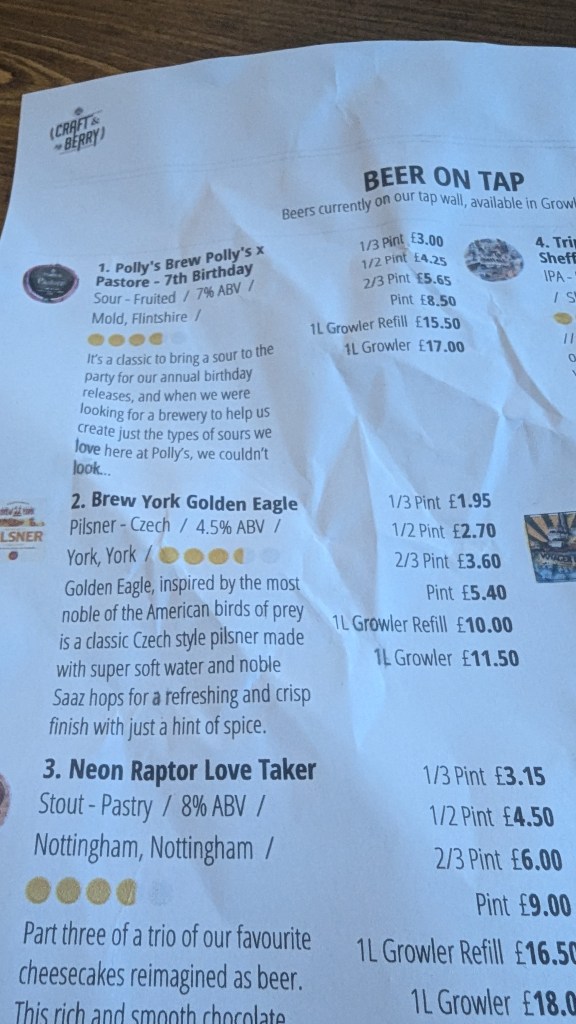 CRAFT &
BERRY
BEER ON TAP
Beers currently on our tap wall, available in Growl
1. Polly's Brew Polly's x
Pastore - 7th Birthday
Sour - Fruited / 7% ABV /
Mold, Flintshire /
It's a classic to bring a sour to the
party for our annual birthday
releases, and when we were
looking for a brewery to help us
create just the types of sours we
love here at Polly's, we couldn't
look...
1/3 Pint £3.00
1/2 Pint £4.25
2/3 Pint £5.65
Pint £8.50
1L Growler Refill £15.50
1L Growler £17.00
4. Tri
Sheff
IPA -
/ S
LSNER
2. Brew York Golden Eagle
Pilsner - Czech / 4.5% ABV /
York, York /
Golden Eagle, inspired by the most
noble of the American birds of prey
is a classic Czech style pilsner made
with super soft water and noble
Saaz hops for a refreshing and crisp
finish with just a hint of spice.
1/3 Pint £1.95
1/2 Pint £2.70
2/3 Pint £3.60
Pint £5.40
1L Growler Refill £10.00
1L Growler £11.50
3. Neon Raptor Love Taker
Stout - Pastry / 8% ABV /
Nottingham, Nottingham /
Part three of a trio of our favourite
cheesecakes reimagined as beer.
This rich and smooth chocolate
1/3 Pint £3.15
1/2 Pint £4.50
2/3 Pint £6.00
Pint £9.00
1L Growler Refill £16.50
1L Growler £18.0